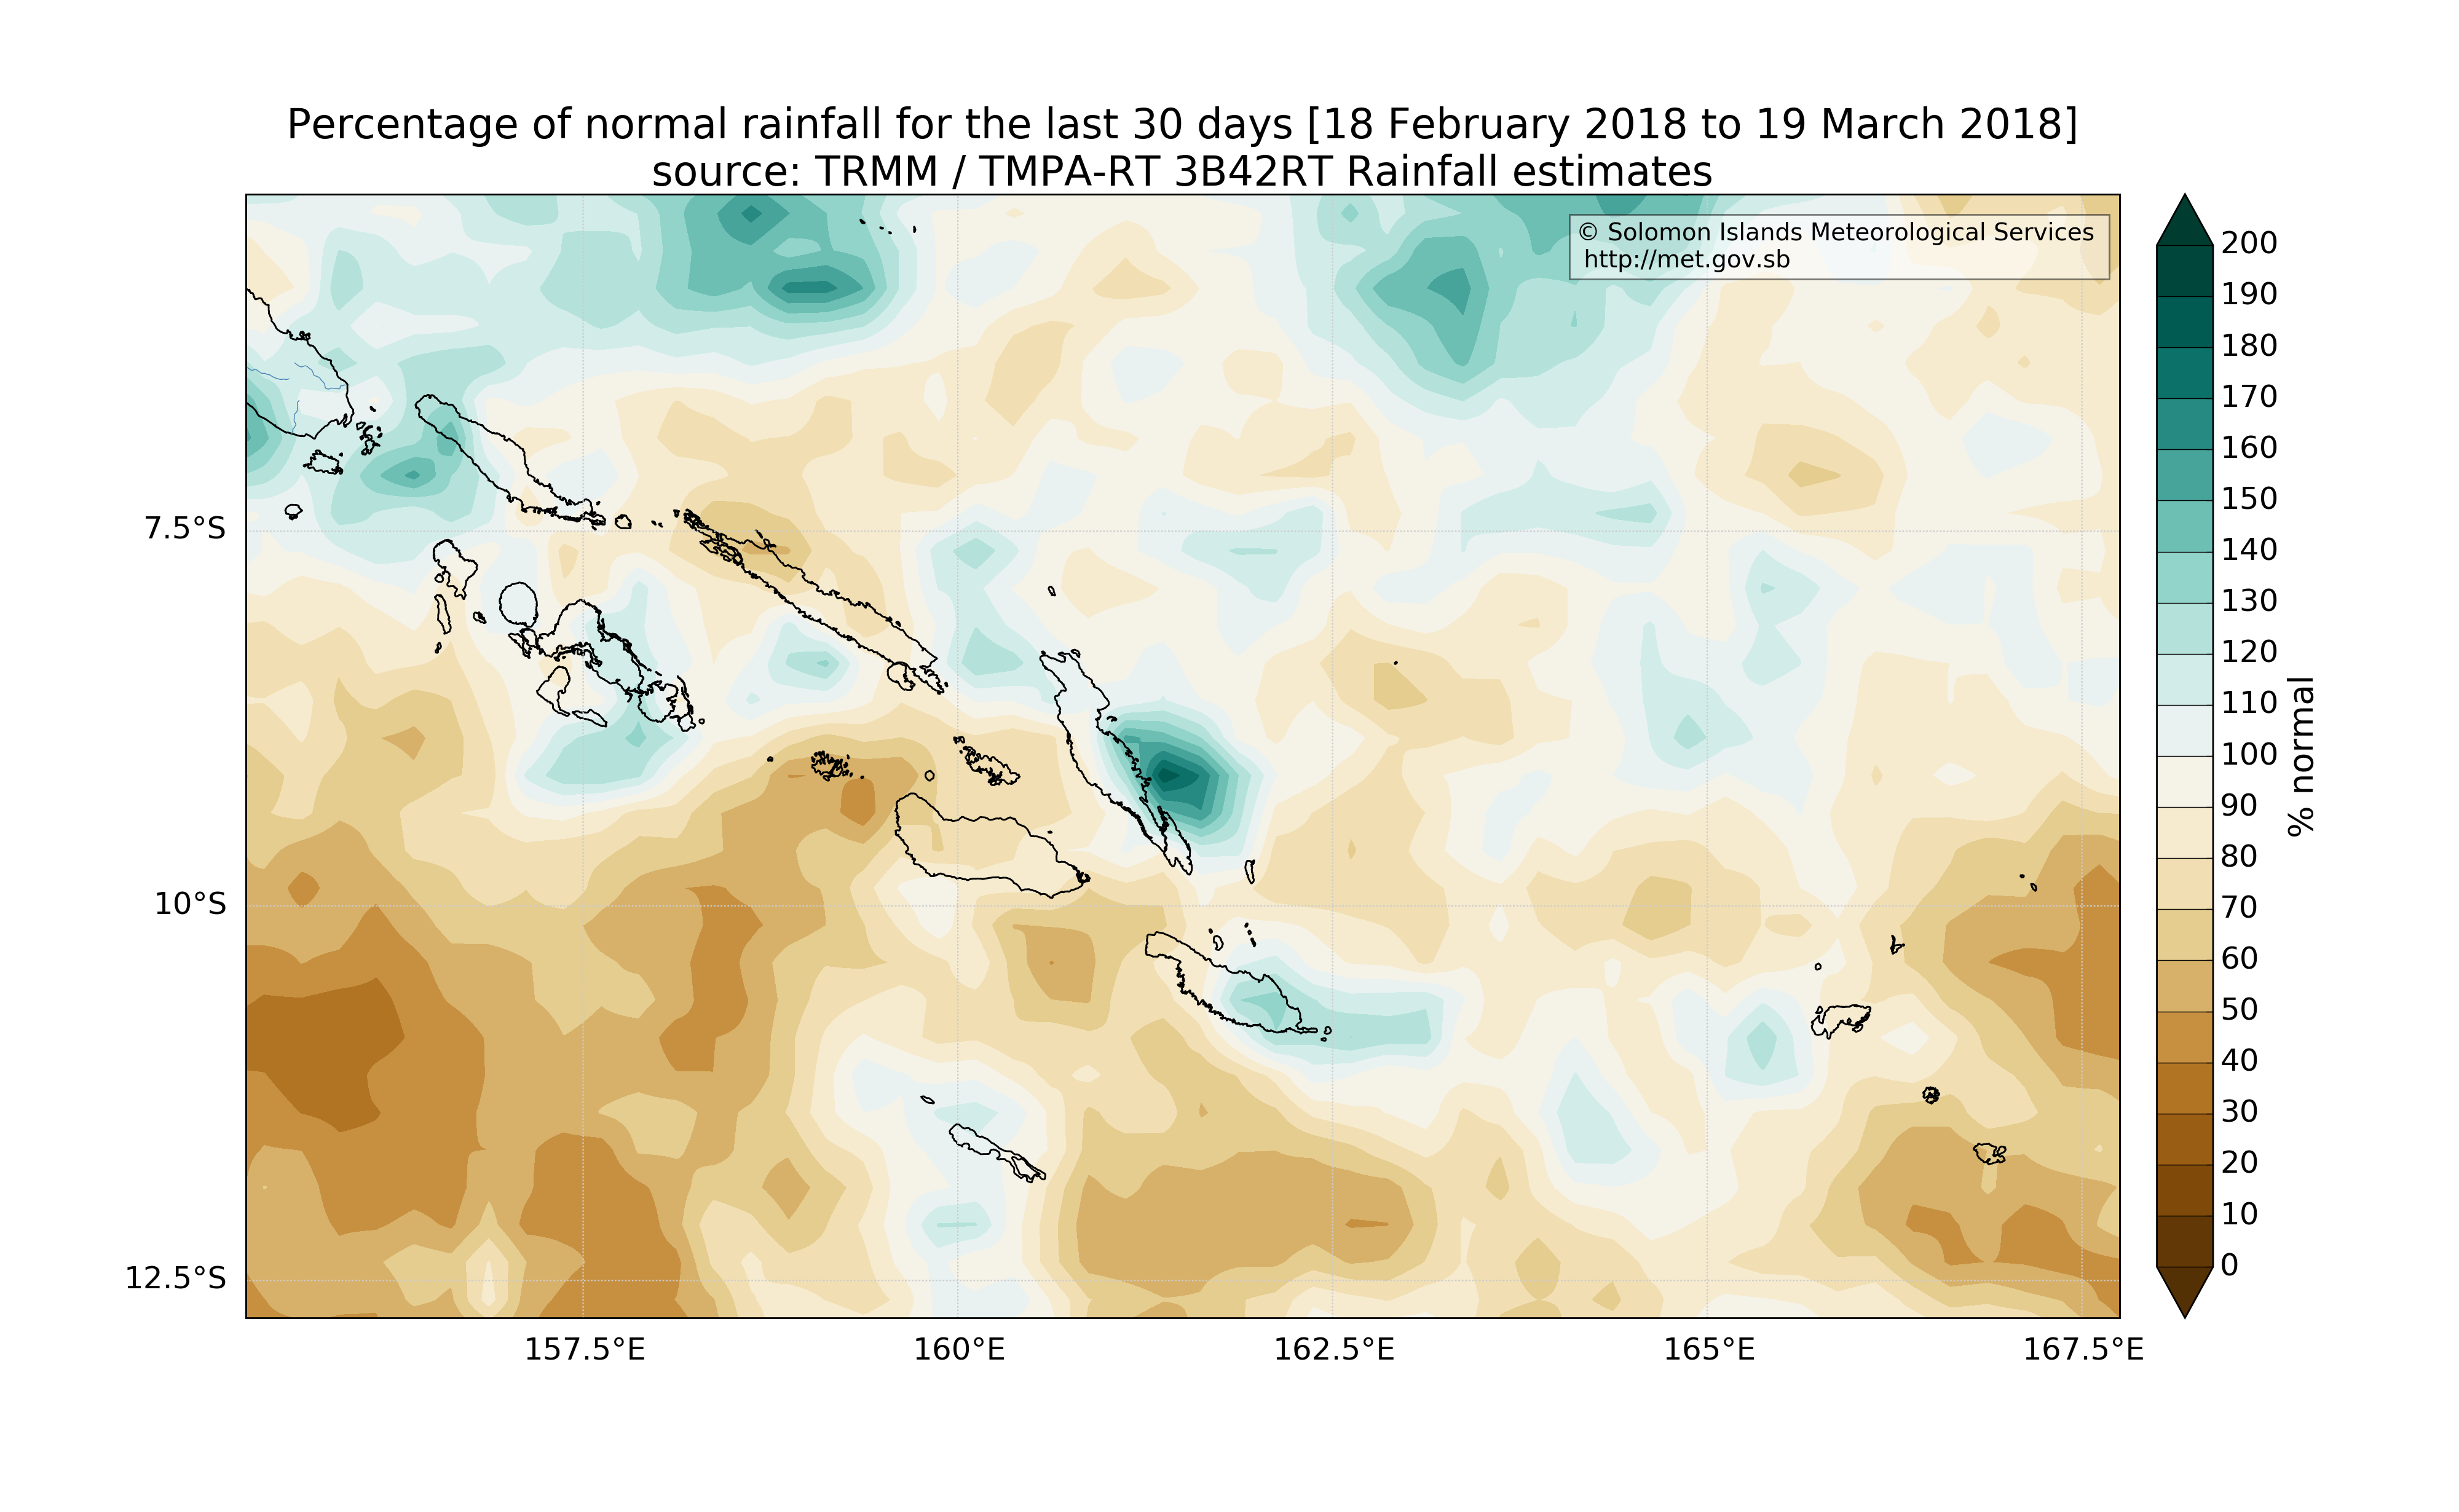 Percentage of normal rainfall for the last 30 days [18 February 2018 to 19 March 2018]
source: TRMM / TMPA-RT 3B42RT Rainfall estimates
© Solomon Islands Meteorological Services
http://met.gov.sb
7.5°S
10°S
12.5°S
157.5°E
160°E
162.5°E
165°E
167.5°E
200
190
180
170
160
150
140
130
120
110
100
90
80
70
60
50
40
30
20
10
0
% normal